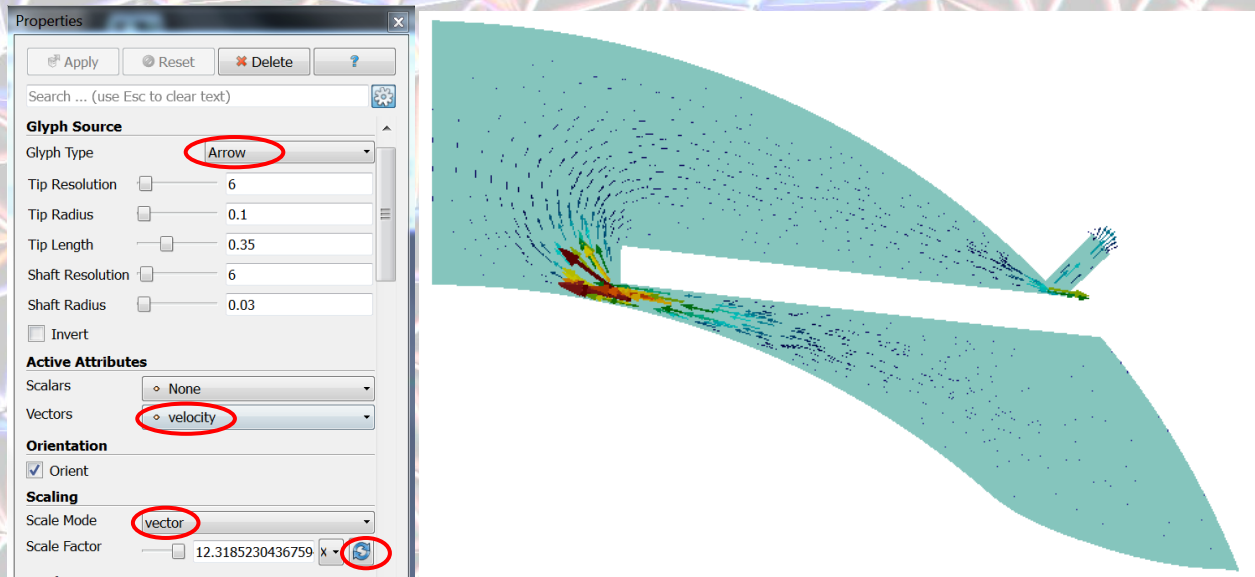 Properties
Apply Reset Delete ?
Search ... (use Esc to clear text)
Glyph Source
Glyph Type Arrow
Tip Resolution 6
Tip Radius 0.1
Tip Length 0.35
Shaft Resolution 6
Shaft Radius 0.03
Invert
Active Attributes
Scalars None
Vectors velocity
Orientation
Orient
Scaling
Scale Mode vector
Scale Factor 12.3185230436759 X